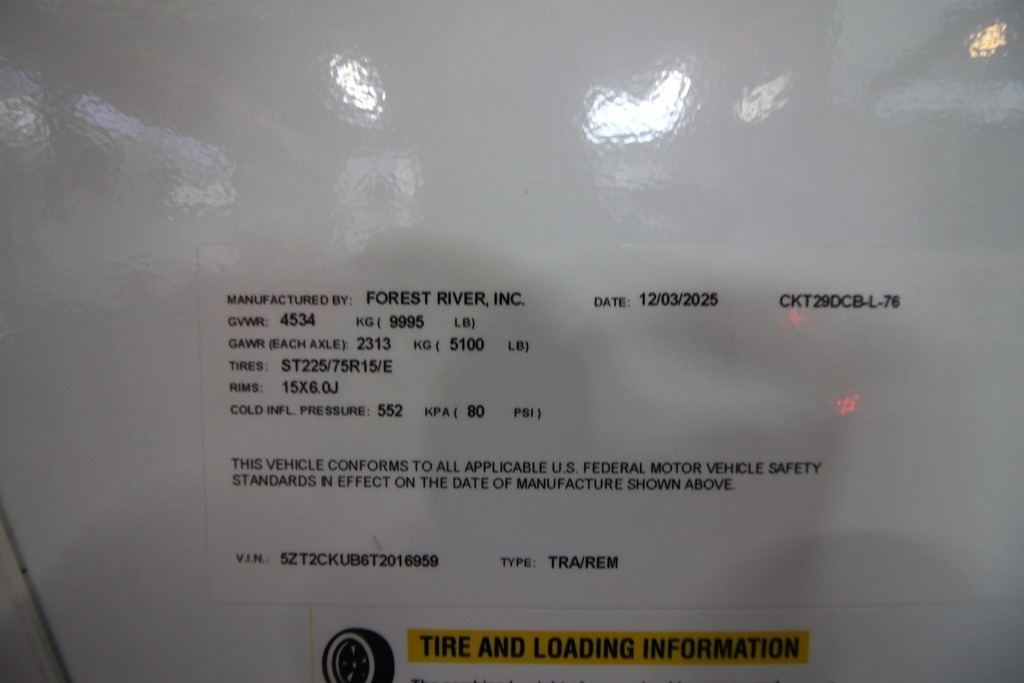 MANUFACTURED BY: FOREST RIVER, INC. DATE: 12/03/2025 CKT29DCB-L-76
GVWR: 4534 KG ( 9995 LB)
GAWR (EACH AXLE): 2313 KG ( 5100 LB)
TIRES: ST225/75R15/E
RIMS: 15X6.0J
COLD INFL. PRESSURE: 552 KPA ( 80 PSI )
THIS VEHICLE CONFORMS TO ALL APPLICABLE U.S. FEDERAL MOTOR VEHICLE SAFETY
STANDARDS IN EFFECT ON THE DATE OF MANUFACTURE SHOWN ABOVE.
V.I.N.: 5ZT2CKUB6T2016959 TYPE: TRA/REM
TIRE AND LOADING INFORMATION